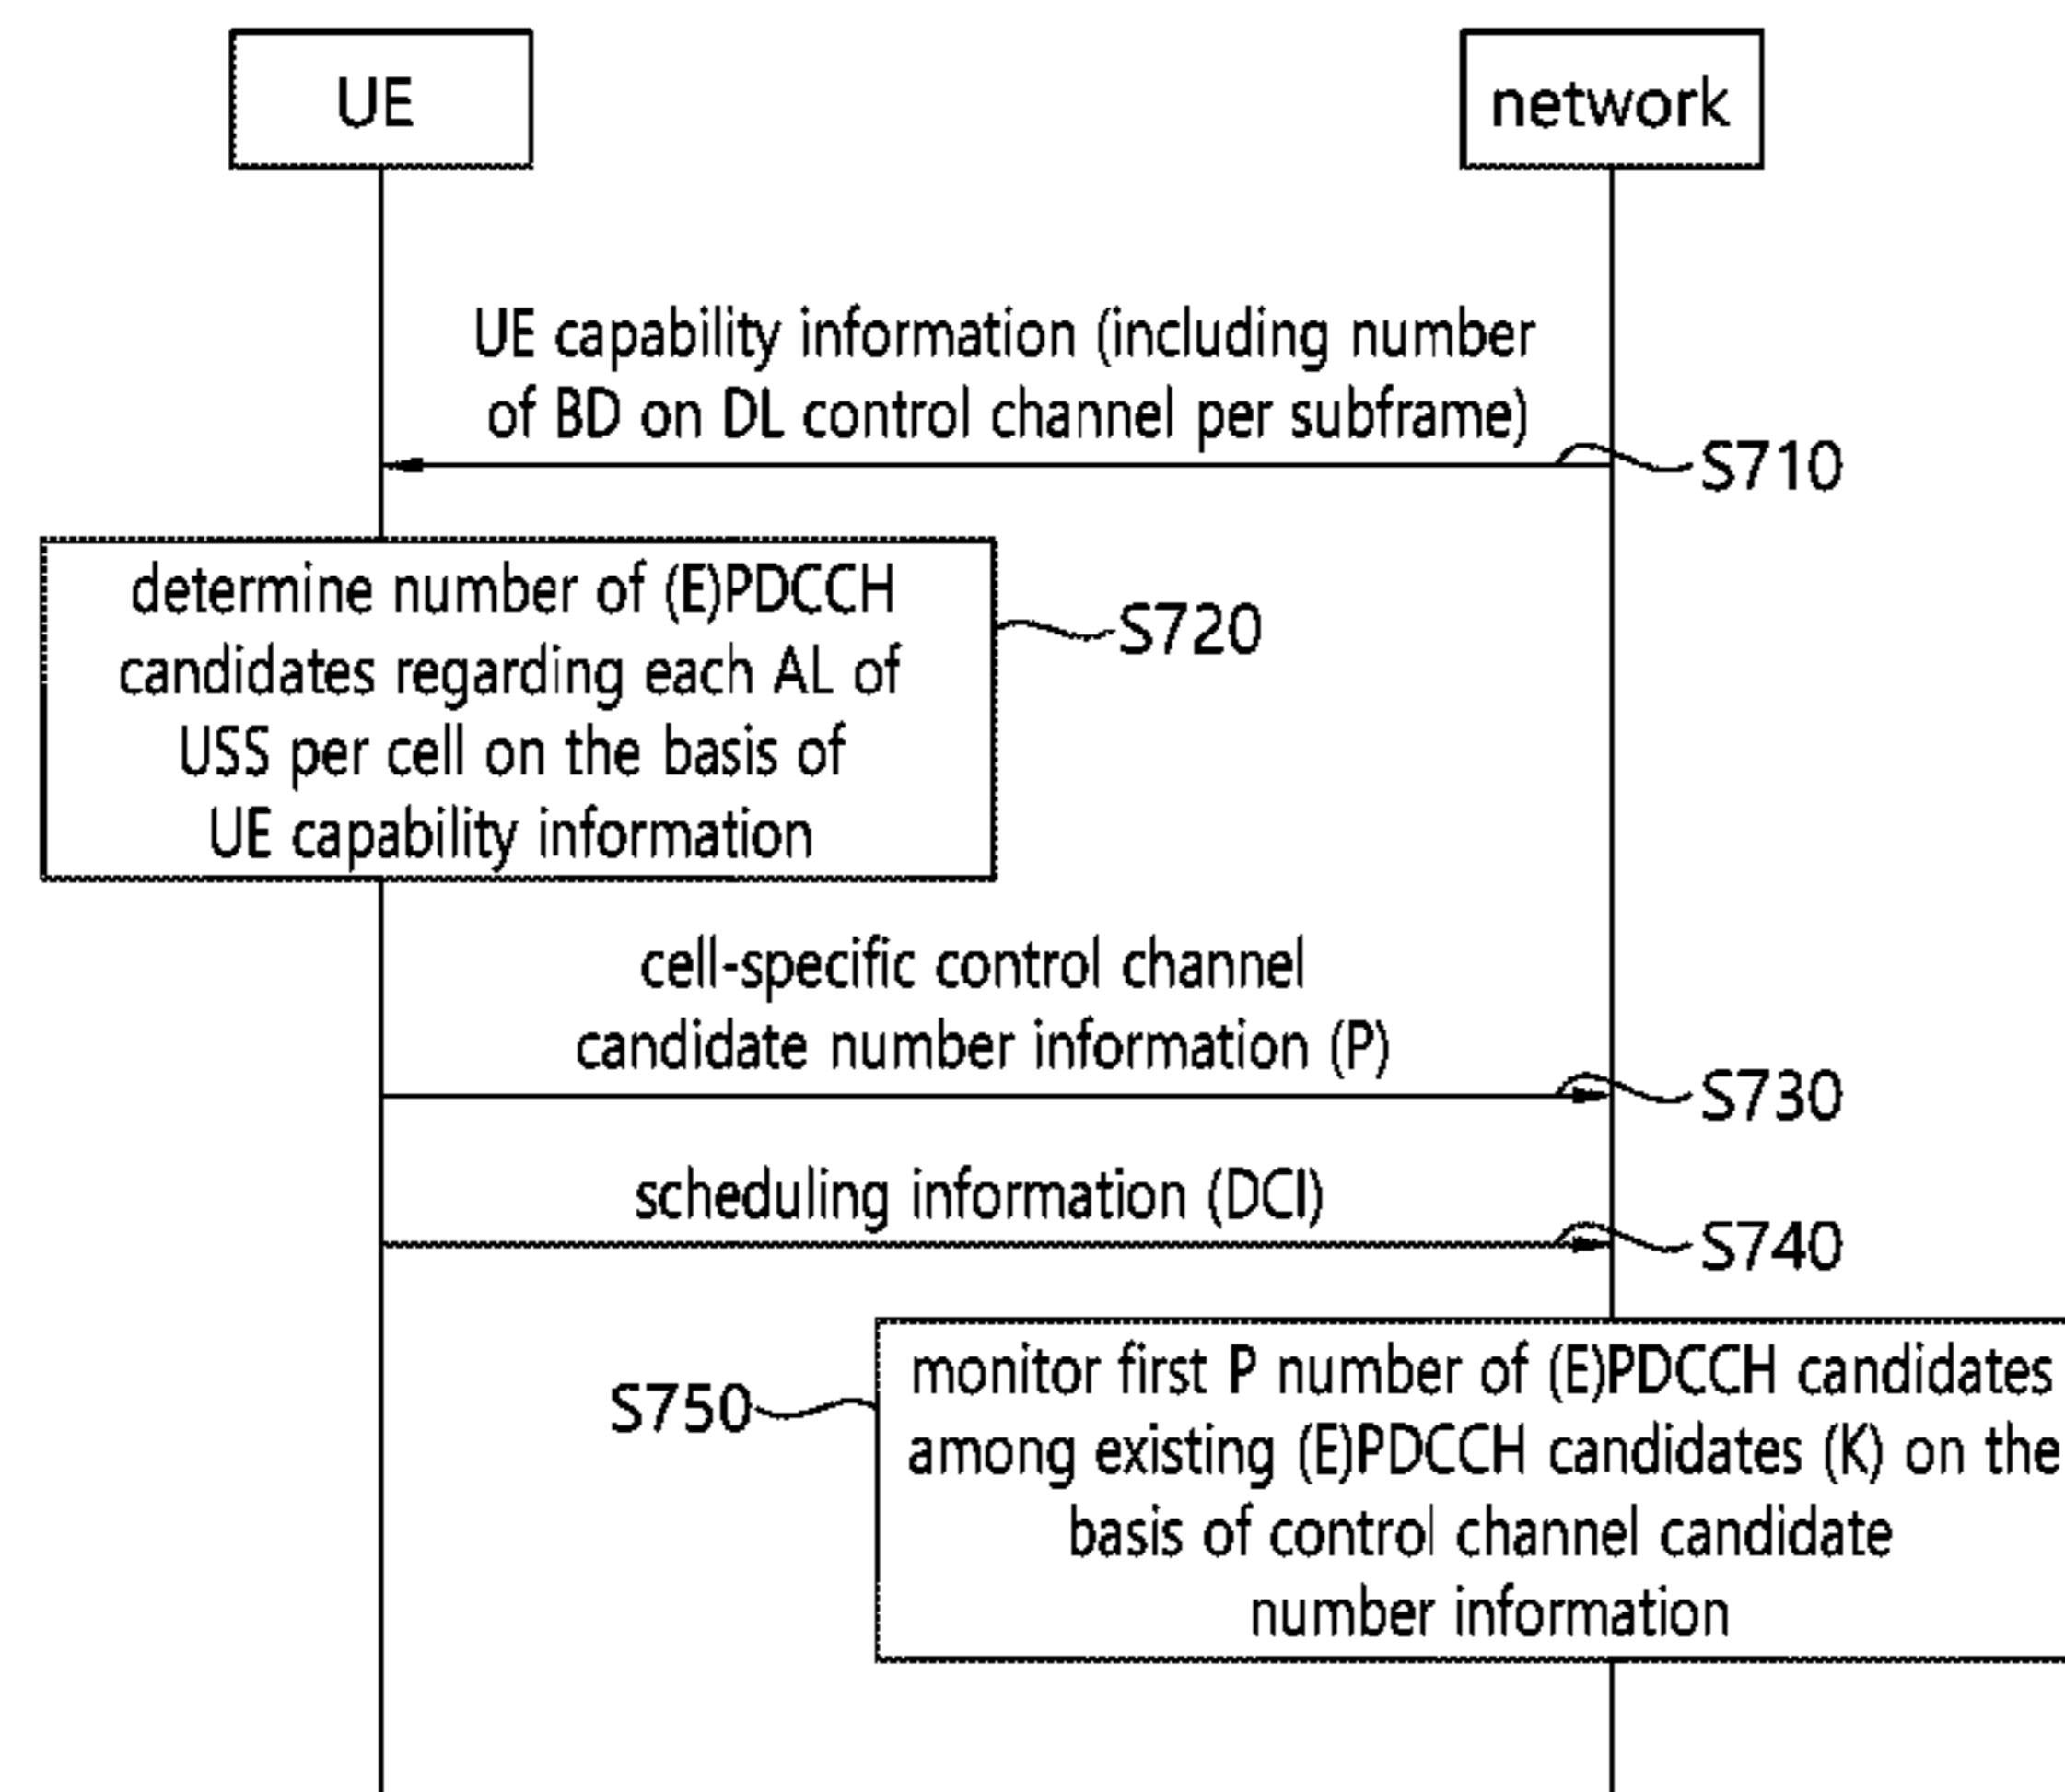 UE
network
UE capability information (including number
of BD on DL control channel per subframe)
S710
determine number of (E)PDCCH
candidates regarding each AL of
USS per cell on the basis of
UE capability information
S720
cell-specific control channel
candidate number information (P)
S730
scheduling information (DCI)
S740
S750
monitor first P number of (E)PDCCH candidates
among existing (E)PDCCH candidates (K) on the
basis of control channel candidate
number information